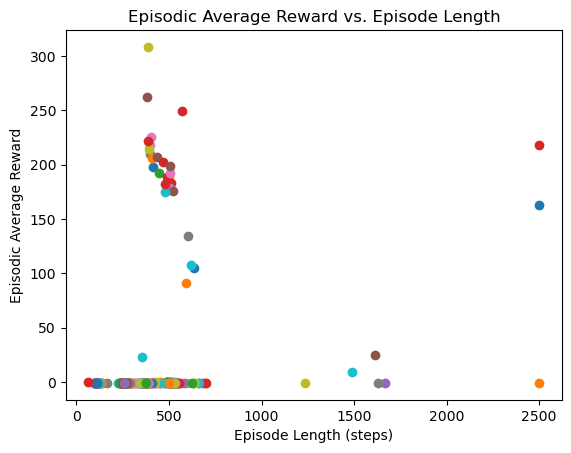 Episodic Average Reward vs. Episode Length
Episodic Average Reward
300
250
200
150
100
50
0
0 500 1000 1500 2000 2500
Episode Length (steps)